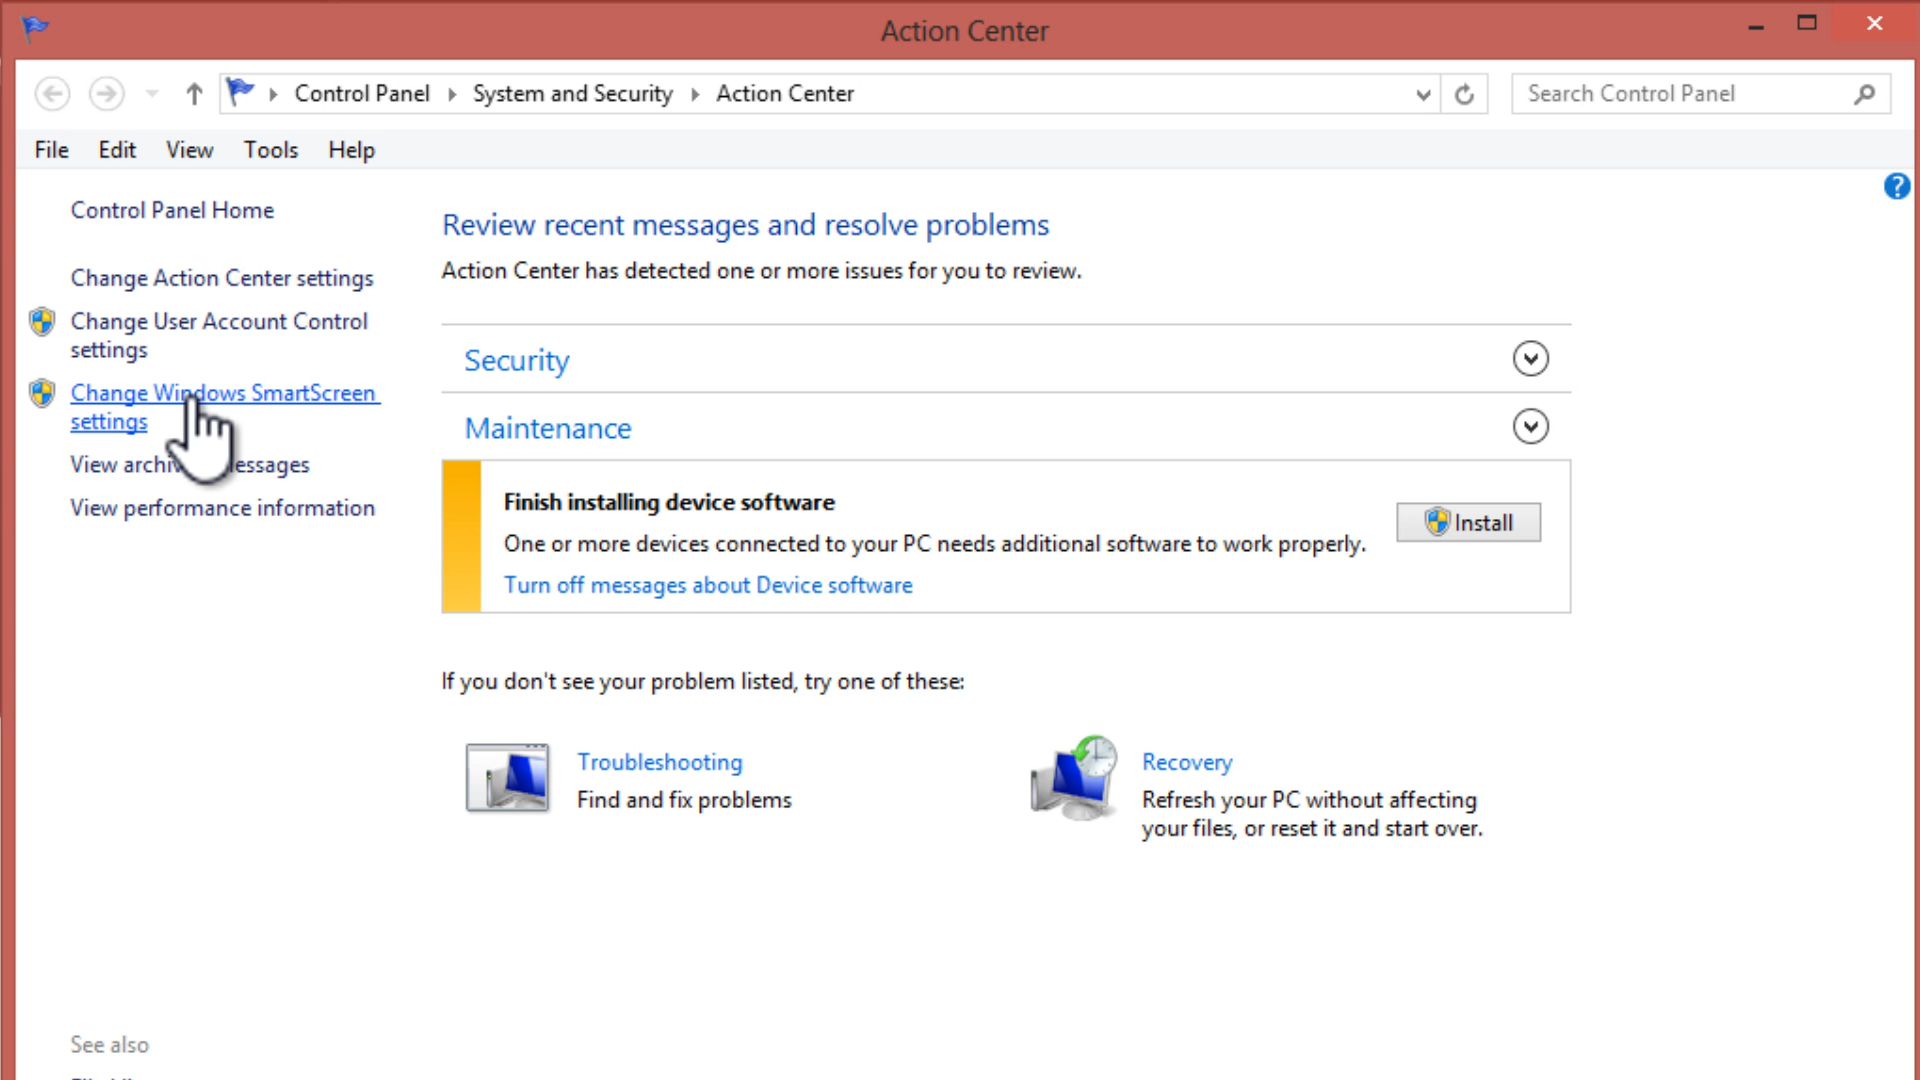 Action Center
Control Panel System and Security Action Center
Search Control Panel
File Edit View Tools Help
Control Panel Home
Change Action Center settings
Change User Account Control
settings
Change Windows SmartScreen
settings
View messages
View performance information
Review recent messages and resolve problems
Action Center has detected one or more issues for you to review.
Security
Maintenance
Finish installing device software
One or more devices connected to your PC needs additional software to work properly.
Turn off messages about Device software
Install
If you don't see your problem listed, try one of these:
Troubleshooting
Find and fix problems
Recovery
Refresh your PC without affecting
your files, or reset it and start over.
See also